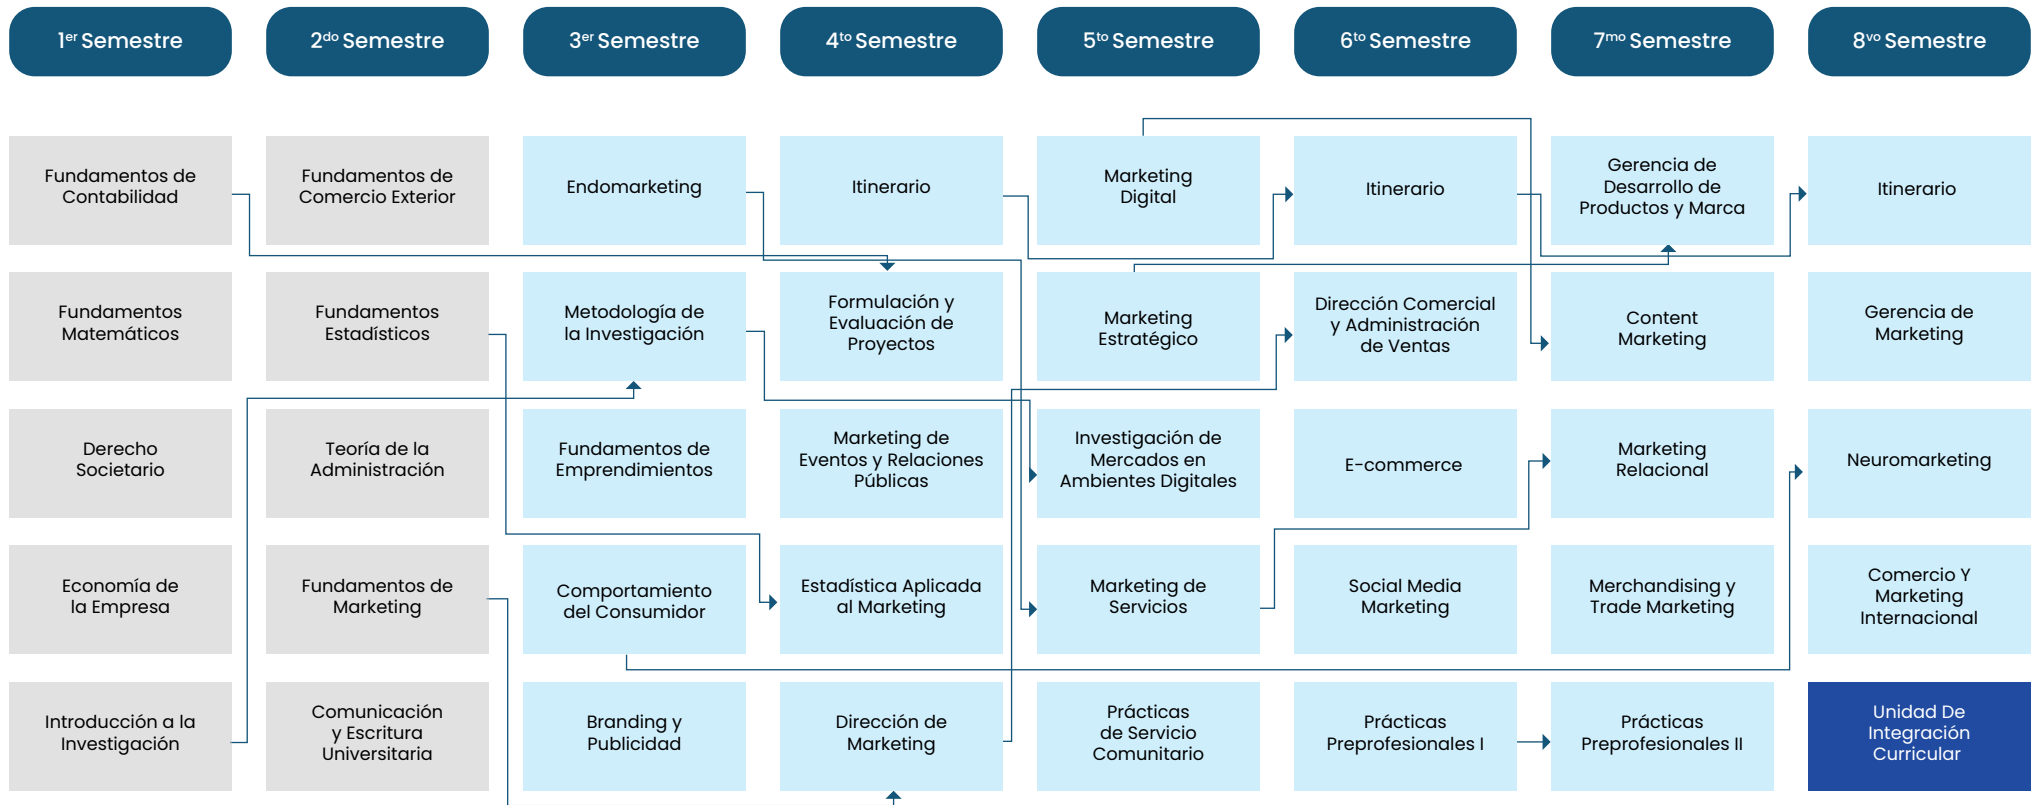 1er Semestre
2do Semestre
3er Semestre
4to Semestre
5to Semestre
6to Semestre
7mo Semestre
8vo Semestre
Fundamentos de
Contabilidad
Fundamentos de
Comercio Exterior
Endomarketing
Itinerario
Marketing
Digital
Itinerario
Gerencia de
Desarrollo de
Productos y Marca
Itinerario
Fundamentos
Matemáticos
Fundamentos
Estadísticos
Metodología de
la Investigación
Formulación y
Evaluación de
Proyectos
Marketing
Estratégico
Dirección Comercial
y Administración
de Ventas
Content
Marketing
Gerencia de
Marketing
Derecho
Societario
Teoría de la
Administración
Fundamentos de
Emprendimientos
Marketing de
Eventos y Relaciones
Públicas
Investigación de
Mercados en
Ambientes Digitales
E-commerce
Marketing
Relacional
Neuromarketing
Economía de
la Empresa
Fundamentos de
Marketing
Comportamiento
del Consumidor
Estadística Aplicada
al Marketing
Marketing de
Servicios
Social Media
Marketing
Merchandising y
Trade Marketing
Comercio Y
Marketing
Internacional
Introducción a la
Investigación
Comunicación
y Escritura
Universitaria
Branding y
Publicidad
Dirección de
Marketing
Prácticas
de Servicio
Comunitario
Prácticas
Preprofesionales I
Prácticas
Preprofesionales II
Unidad De
Integración
Curricular